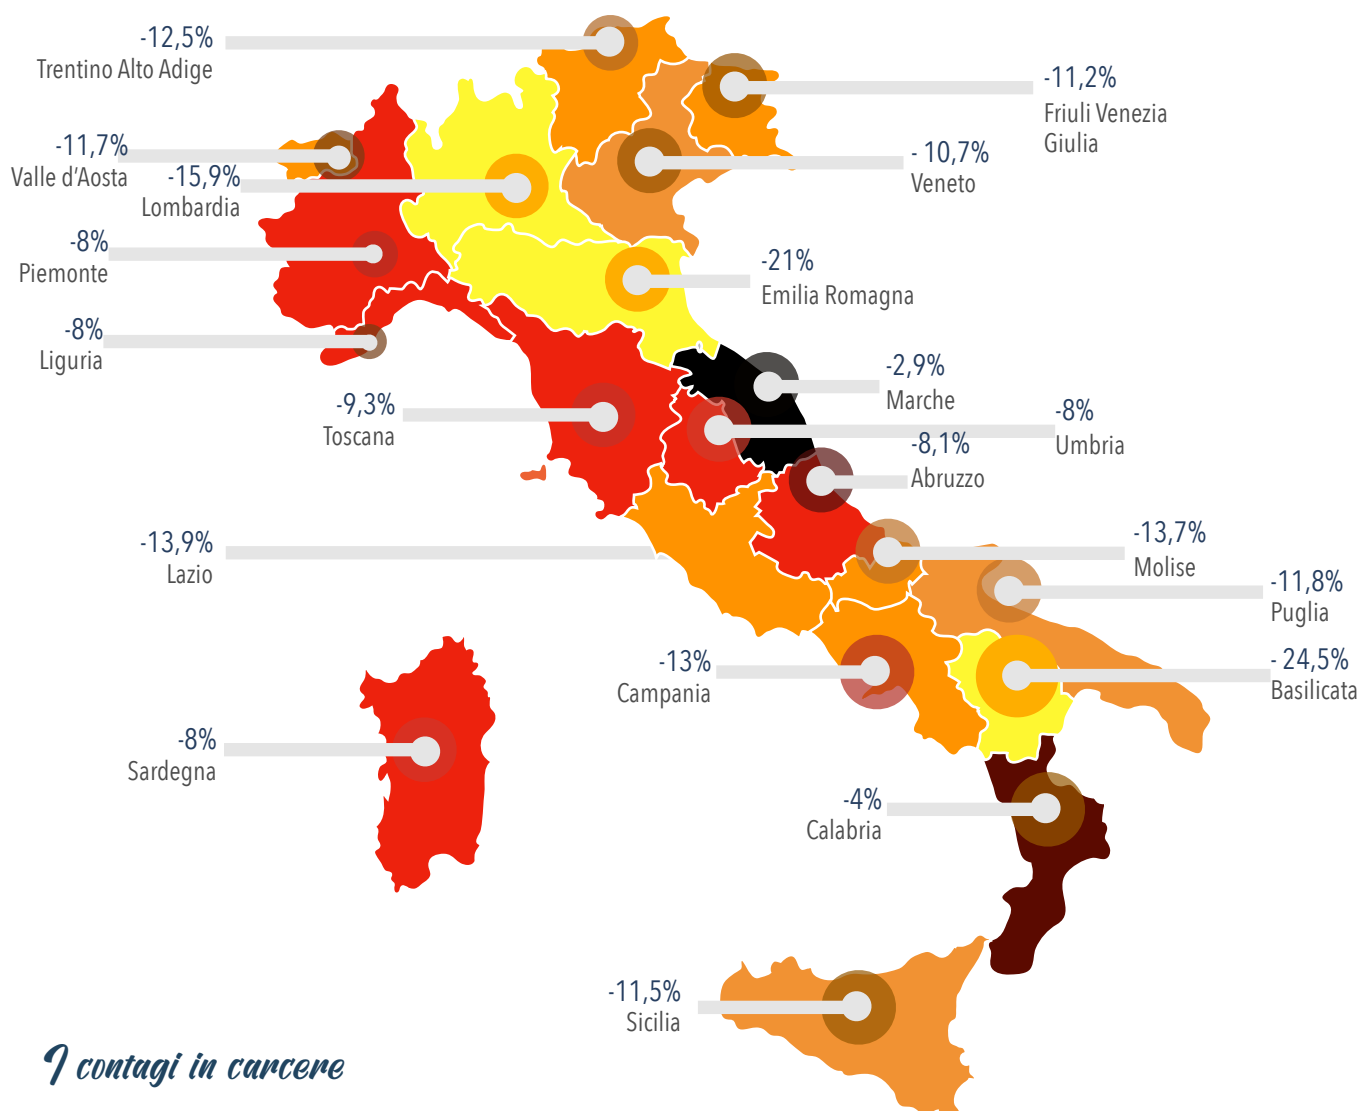 -12,5%
Trentino Alto Adige
-11,2%
Friuli Venezia
Giulia
-11,7%
Valle d'Aosta
-15,9%
Lombardia
- 10,7%
Veneto
-8%
Piemonte
-21%
Emilia Romagna
-8%
Liguria
-2,9%
Marche
-9,3%
Toscana
-8%
Umbria
-8,1%
Abruzzo
-13,9%
Lazio
-13,7%
Molise
-11,8%
Puglia
-13%
Campania
- 24,5%
Basilicata
-8%
Sardegna
-4%
Calabria
-11,5%
Sicilia
I contagi in carcere